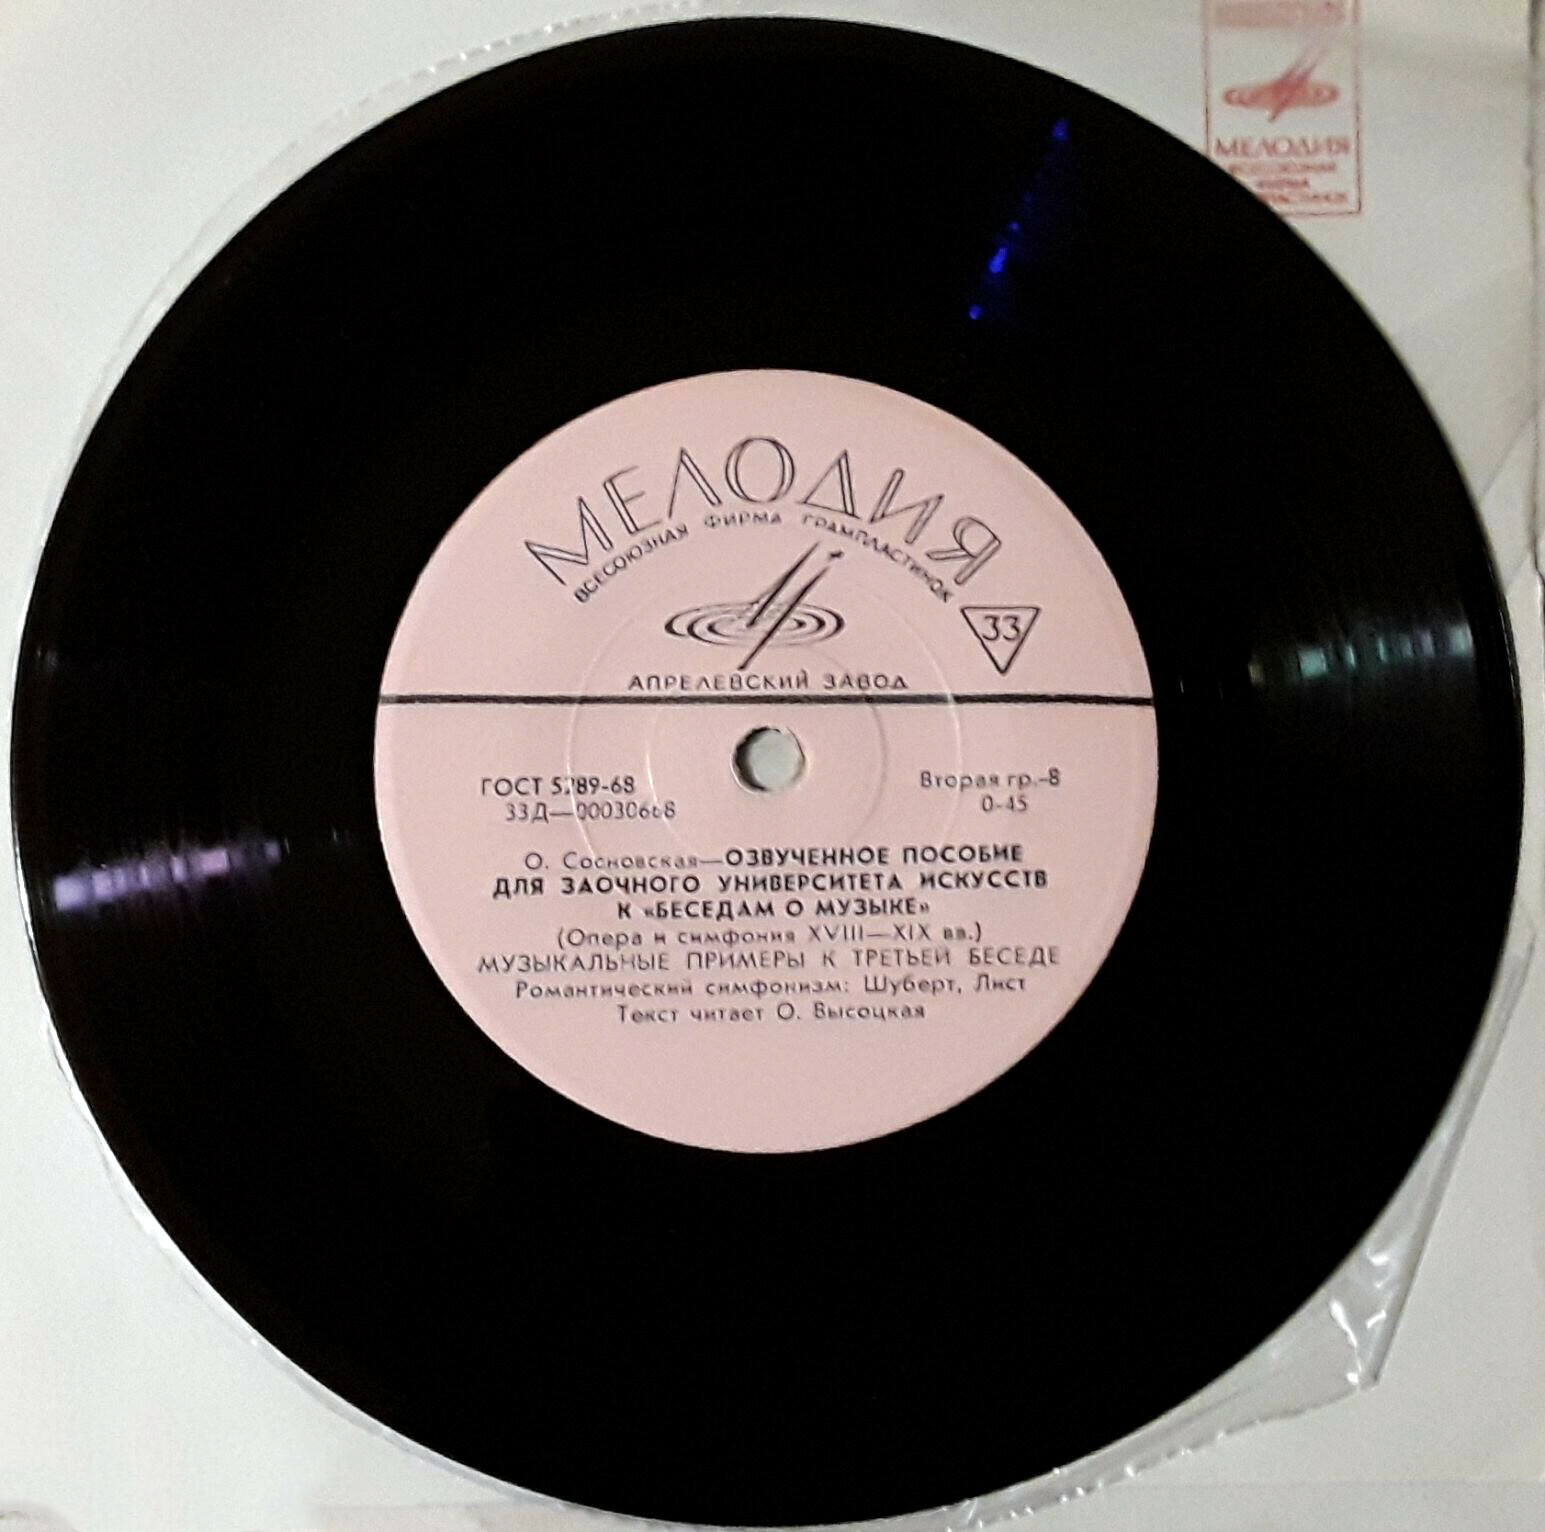 МЕЛОДИЯ
МЕЛОДИЯ
ВСЕСОЮЗНАЯ ФИРМА ГРАМПЛАСТИНОК
33
АПРЕЛЕВСКИЙ ЗАВОД
ГОСТ 5289-68
Вторая гр.-8
33Д—00030668
0-45
О. Сосновская—ОЗВУЧЕННОЕ ПОСОБИЕ
ДЛЯ ЗАОЧНОГО УНИВЕРСИТЕТА ИСКУССТВ
К «БЕСЕДАМ О МУЗЫКЕ»
(Опера и симфония XVIII—XIX вв.)
МУЗЫКАЛЬНЫЕ ПРИМЕРЫ К ТРЕТЬЕЙ БЕСЕДЕ
Романтический симфонизм: Шуберт, Лист
Текст читает О. Высоцкая